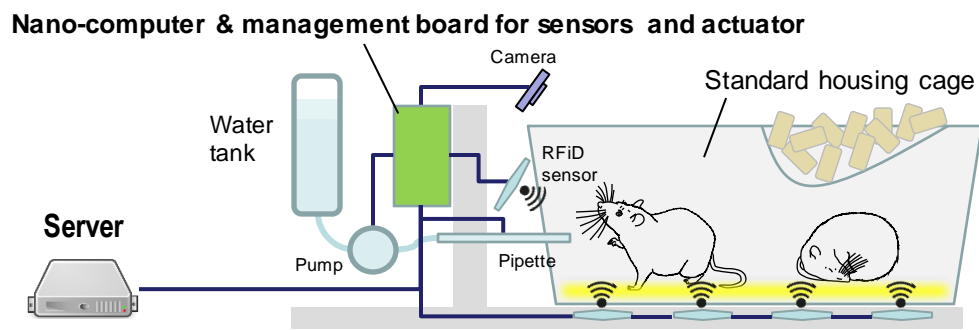 Nano-computer & management board for sensors and actuator
Camera
Standard housing cage
Water
tank
RFiD
sensor
Server
Pump
Pipette